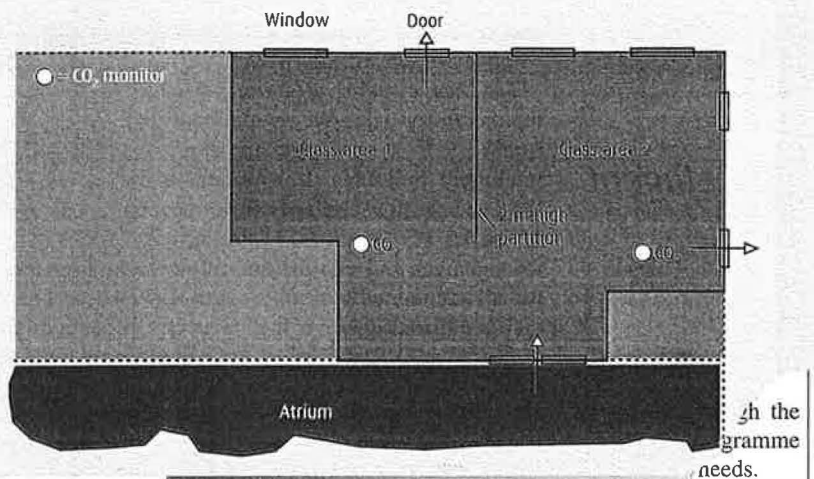 Window Door
= CO₂ monitor
Class area 1
Class area 2
2 m high
partition
CO₂
CO₂
Atrium
gh the
gramme
needs.